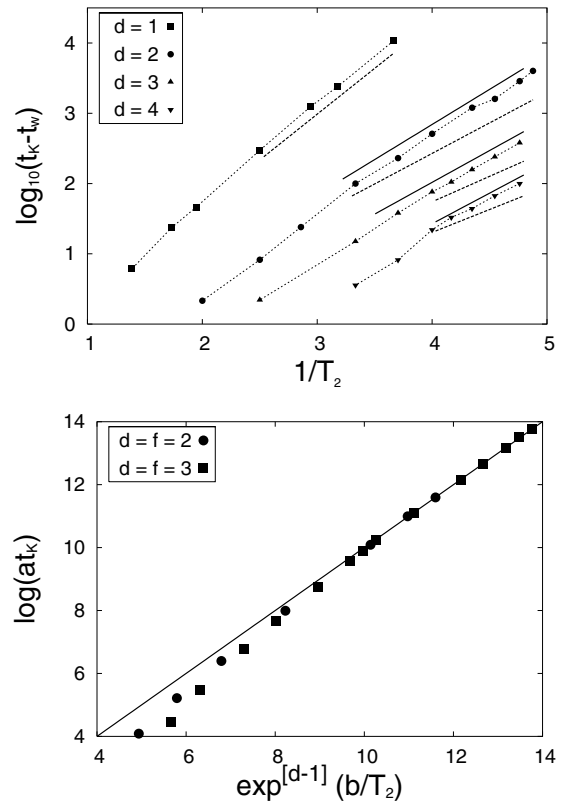 d = 1
d = 2
d = 3
d = 4
4
3
2
1
0
log₁₀(tₖ-t_w)
1 2 3 4 5
1/T₂
d = f = 2
d = f = 3
14
12
10
8
6
4
log(atₖ)
4 6 8 10 12 14
exp^[d-1] (b/T₂)